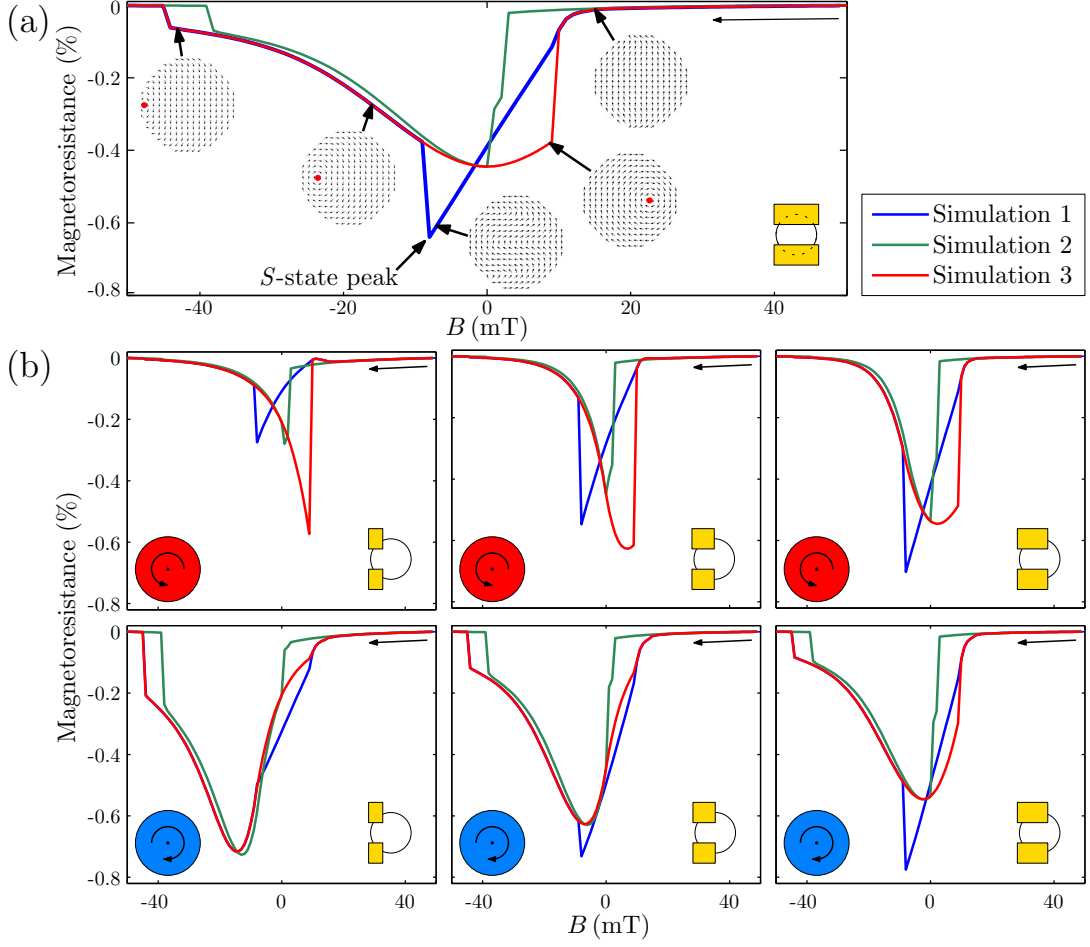 (a)
Magnetoresistance (%)
0
-0.2
-0.4
-0.6
-0.8
-40
-20
0
20
40
B (mT)
S-state peak
Simulation 1
Simulation 2
Simulation 3
(b)
Magnetoresistance (%)
0
-0.2
-0.4
-0.6
-0.8
0
-0.2
-0.4
-0.6
-0.8
-40
0
40
-40
0
40
-40
0
40
B (mT)